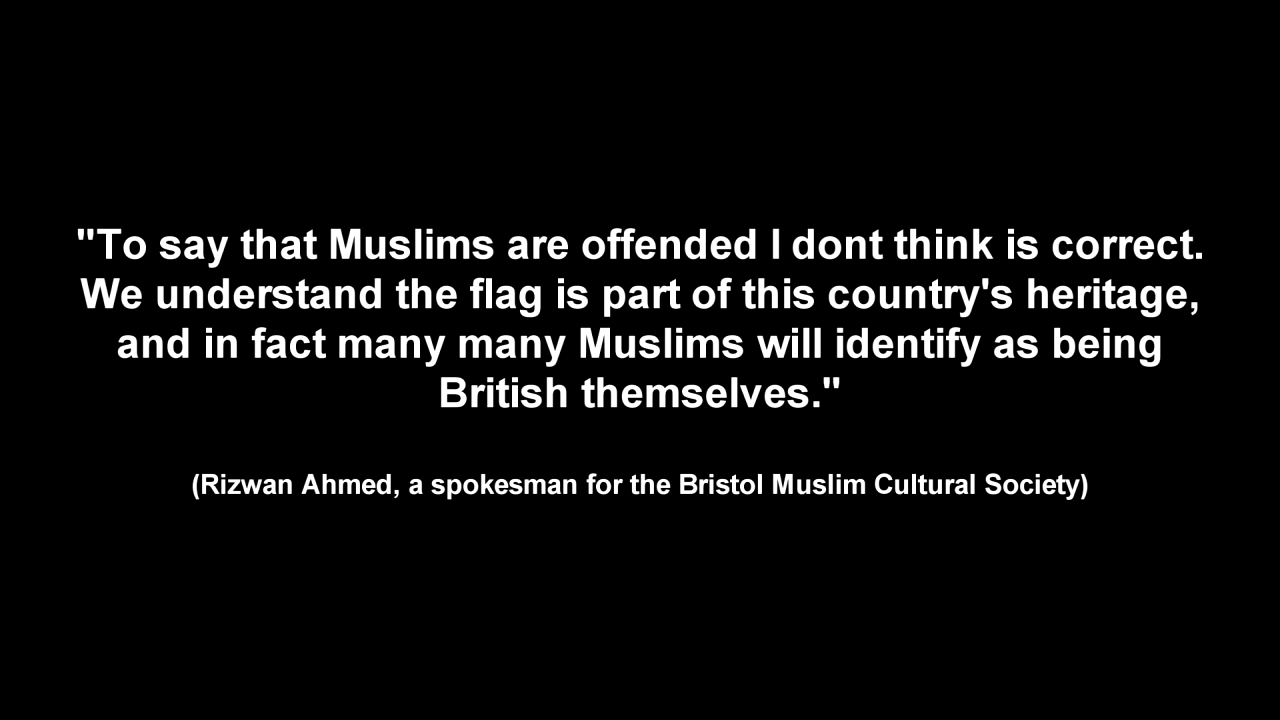 "To say that Muslims are offended I dont think is correct.
We understand the flag is part of this country's heritage,
and in fact many many Muslims will identify as being
British themselves."
(Rizwan Ahmed, a spokesman for the Bristol Muslim Cultural Society)